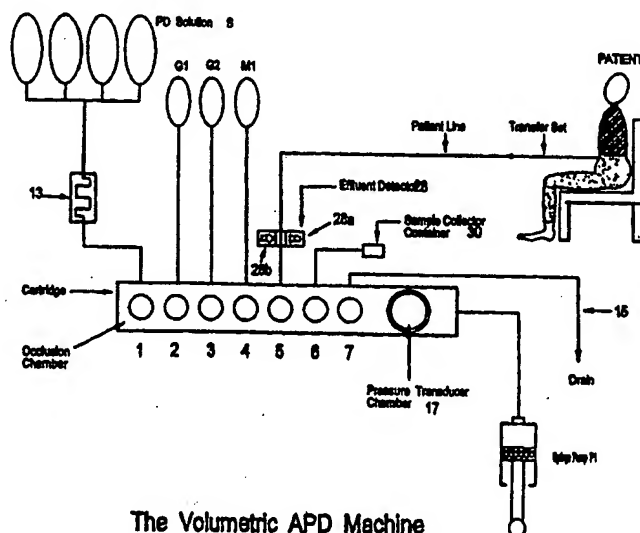 PD Solution S
G1 G2 M1
PATIENT
Patient Line
Transfer Set
13
Effluent Detector 28
28a
28b
Sample Collector
Container 30
Cartridge
Occlusion
Chamber
1 2 3 4 5 6 7
15
Pressure Transducer
Chamber 17
Drain
Pump P1
The Volumetric APD Machine